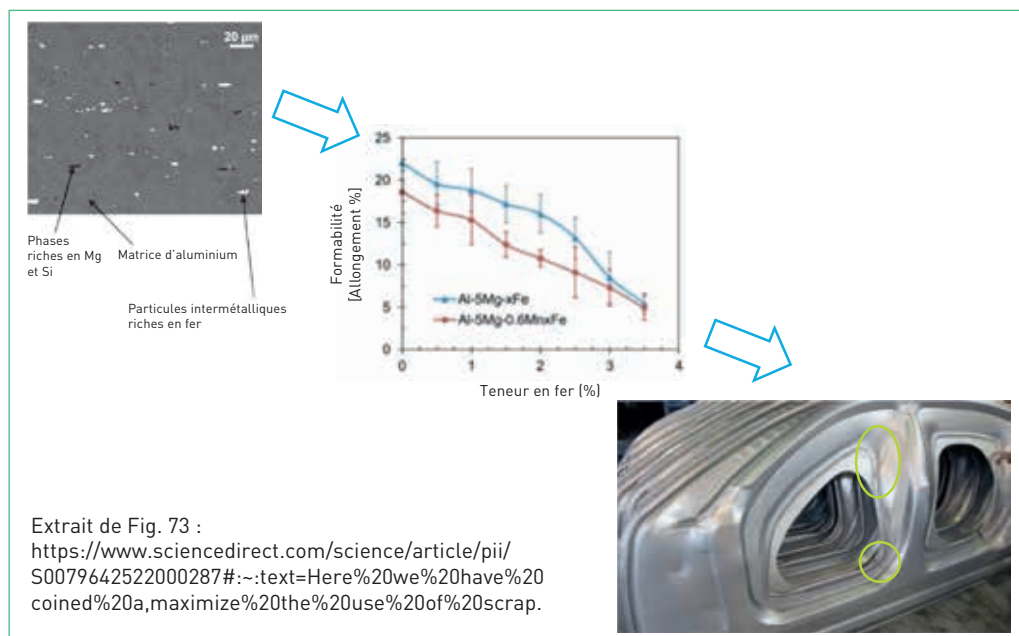 20 µm
Phases
riches en Mg
et Si
Matrice d'aluminium
Particules intermétalliques
riches en fer
Formabilité
[Allongement %]
25
20
15
10
5
0
Al-5Mg-xFe
Al-5Mg-0.6MnxFe
0
1
2
3
4
Teneur en fer (%)
Extrait de Fig. 73 :
https://www.sciencedirect.com/science/article/pii/
S0079642522000287#:~:text=Here%20we%20have%20
coined%20a,maximize%20the%20use%20of%20scrap.